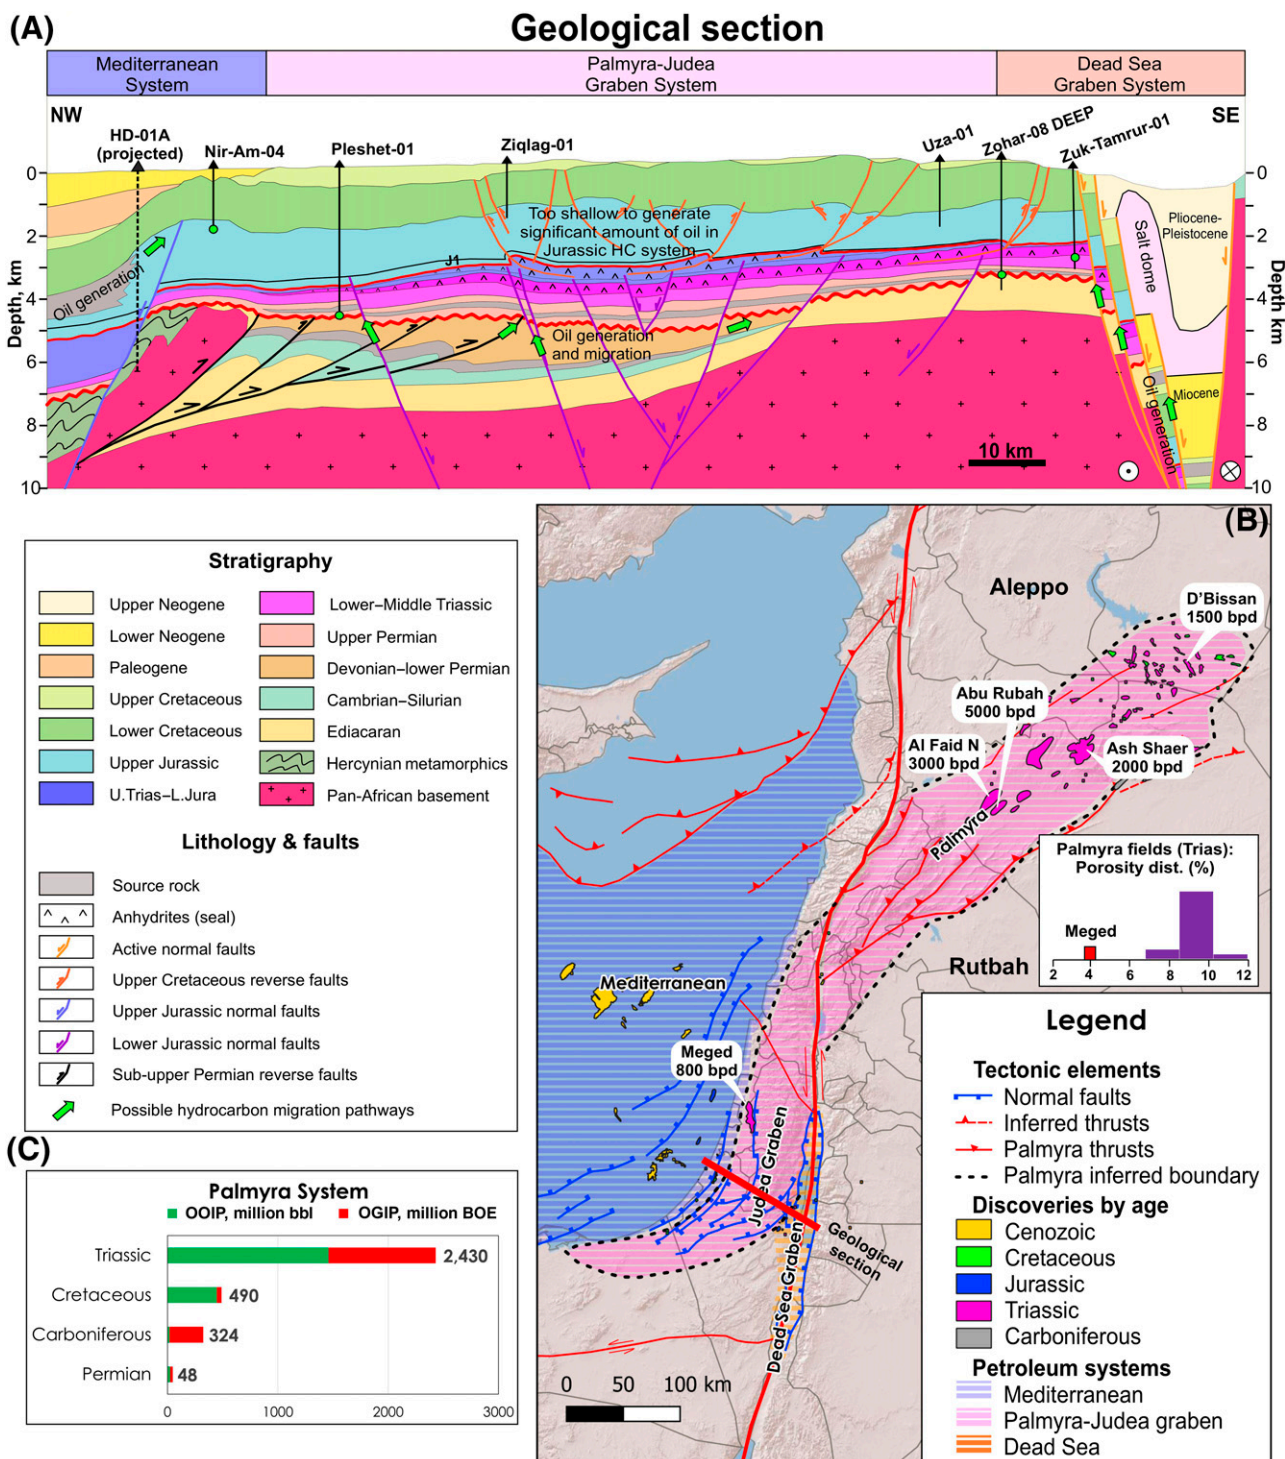 (A)
Geological section
Mediterranean
System
Palmyra-Judea
Graben System
Dead Sea
Graben System
NW
SE
HD-01A
(projected)
Nir-Am-04
Pleshet-01
Ziqlag-01
Uza-01
Zohar-08 DEEP
Zuk-Tamrur-01
Depth, km
0
2
4
6
8
10
Depth km
0
2
4
6
8
10
Oil generation
Too shallow to generate
significant amount of oil in
Jurassic HC system
J1
Oil generation
and migration
Salt dome
Pliocene-
Pleistocene
Miocene
Oil generation
10 km
Stratigraphy
Upper Neogene
Lower Neogene
Paleogene
Upper Cretaceous
Lower Cretaceous
Upper Jurassic
U.Trias–L.Jura
Lower–Middle Triassic
Upper Permian
Devonian–lower Permian
Cambrian–Silurian
Ediacaran
Hercynian metamorphics
Pan-African basement
Lithology & faults
Source rock
Anhydrites (seal)
Active normal faults
Upper Cretaceous reverse faults
Upper Jurassic normal faults
Lower Jurassic normal faults
Sub-upper Permian reverse faults
Possible hydrocarbon migration pathways
(B)
Aleppo
D'Bissan
1500 bpd
Abu Rubah
5000 bpd
Al Faid N
3000 bpd
Ash Shaer
2000 bpd
Palmyra
Palmyra fields (Trias):
Porosity dist. (%)
Meged
2
4
6
8
10
12
Rutbah
Mediterranean
Meged
800 bpd
Judea Graben
Dead Sea Graben
Geological
section
0 50 100 km
Legend
Tectonic elements
Normal faults
Inferred thrusts
Palmyra thrusts
Palmyra inferred boundary
Discoveries by age
Cenozoic
Cretaceous
Jurassic
Triassic
Carboniferous
Petroleum systems
Mediterranean
Palmyra-Judea graben
Dead Sea
(C)
Palmyra System
OOIP, million bbl
OGIP, million BOE
Triassic
2,430
Cretaceous
490
Carboniferous
324
Permian
48
0
1000
2000
3000